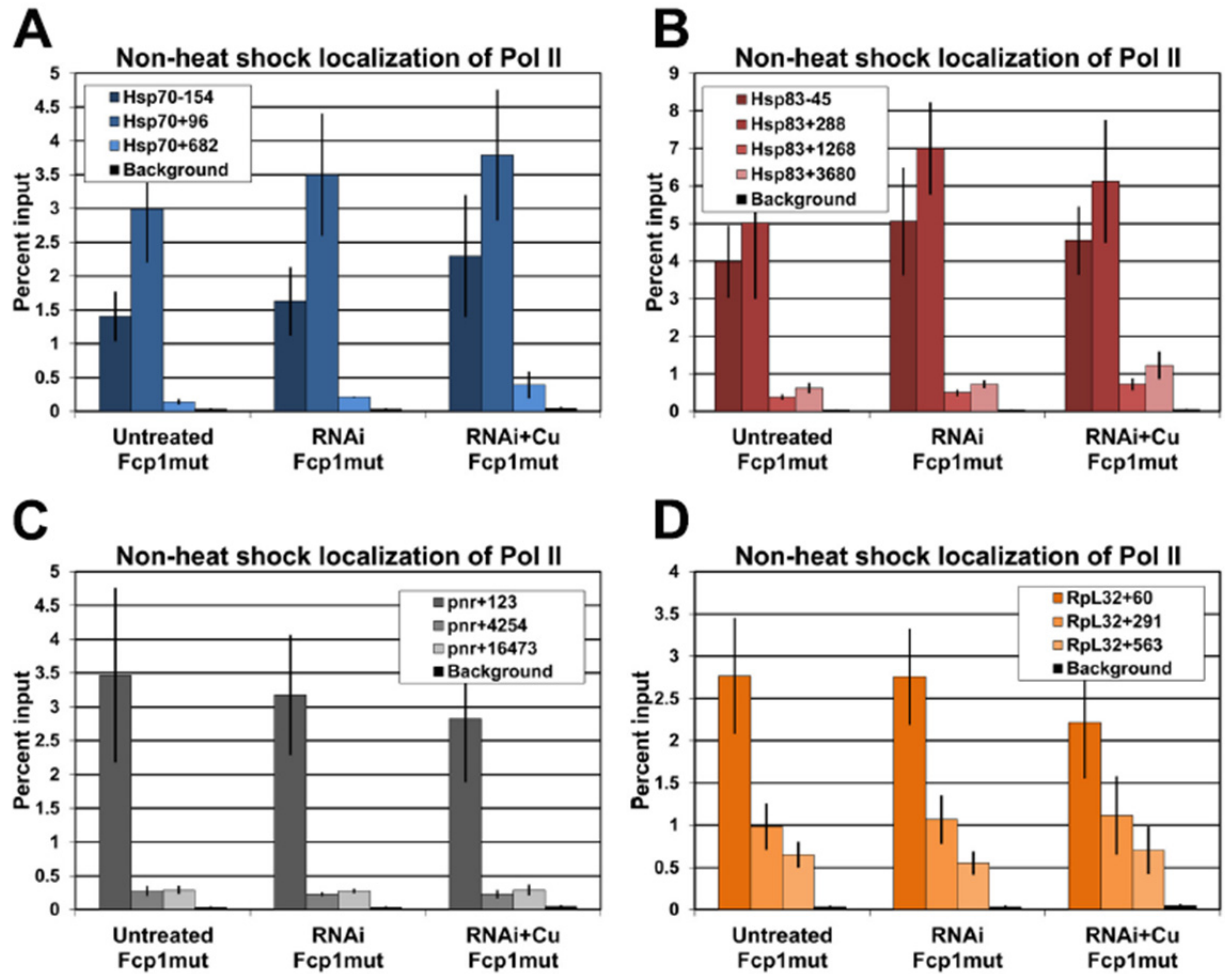 A
Non-heat shock localization of Pol II
Percent input
5
4.5
4
3.5
3
2.5
2
1.5
1
0.5
0
Hsp70-154
Hsp70+96
Hsp70+682
Background
Untreated RNAi RNAi+Cu
Fcp1mut Fcp1mut Fcp1mut
B
Non-heat shock localization of Pol II
Percent input
9
8
7
6
5
4
3
2
1
0
Hsp83-45
Hsp83+288
Hsp83+1268
Hsp83+3680
Background
Untreated RNAi RNAi+Cu
Fcp1mut Fcp1mut Fcp1mut
C
Non-heat shock localization of Pol II
Percent input
5
4.5
4
3.5
3
2.5
2
1.5
1
0.5
0
pnr+123
pnr+4254
pnr+16473
Background
Untreated RNAi RNAi+Cu
Fcp1mut Fcp1mut Fcp1mut
D
Non-heat shock localization of Pol II
Percent input
4
3.5
3
2.5
2
1.5
1
0.5
0
RpL32+60
RpL32+291
RpL32+563
Background
Untreated RNAi RNAi+Cu
Fcp1mut Fcp1mut Fcp1mut